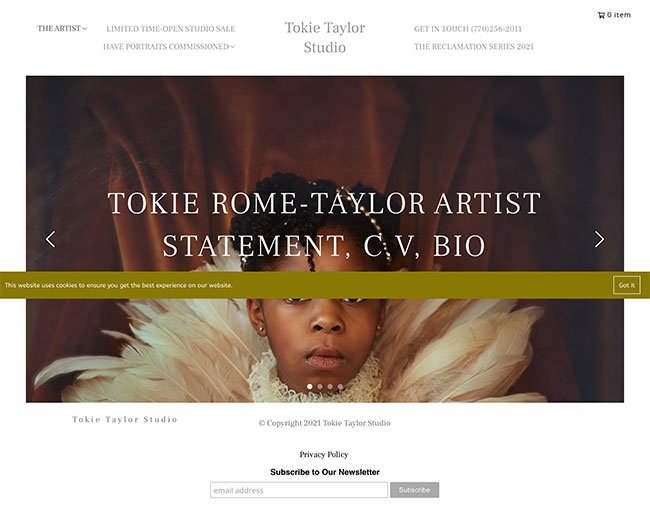 0 item
THE ARTIST
LIMITED TIME-OPEN STUDIO SALE
HAVE PORTRAITS COMMISSIONED
Tokie Taylor
Studio
GET IN TOUCH (770)256-2011
THE RECLAMATION SERIES 2021
TOKIE ROME-TAYLOR ARTIST
STATEMENT, C.V, BIO
This website uses cookies to ensure you get the best experience on our website.
Got it
Tokie Taylor Studio
© Copyright 2021 Tokie Taylor Studio
Privacy Policy
Subscribe to Our Newsletter
email address
Subscribe